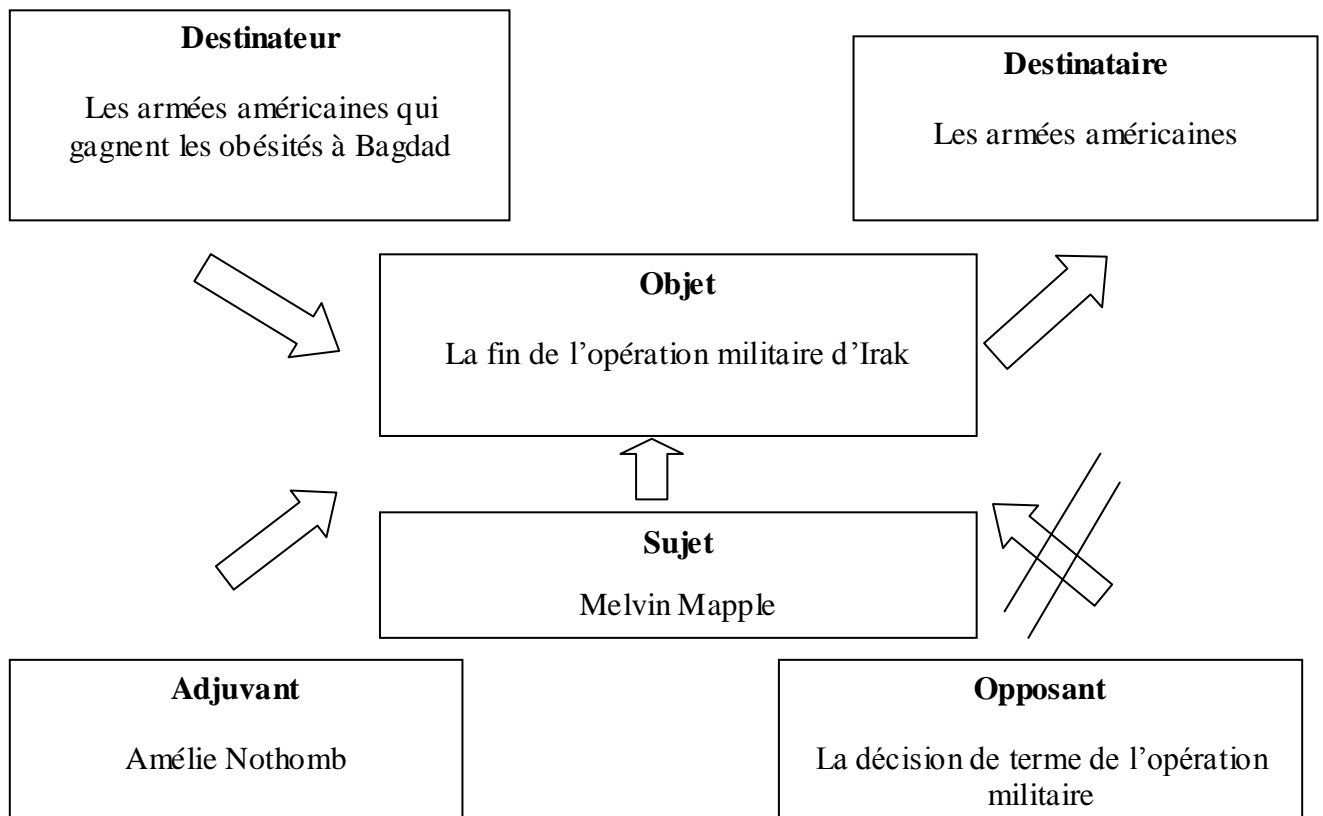 Destinateur
Les armées américaines qui
gagnent les obésités à Bagdad
Destinataire
Les armées américaines
Objet
La fin de l’opération militaire d’Irak
Sujet
Melvin Mapple
Adjuvant
Amélie Nothomb
Opposant
La décision de terme de l’opération
militaire